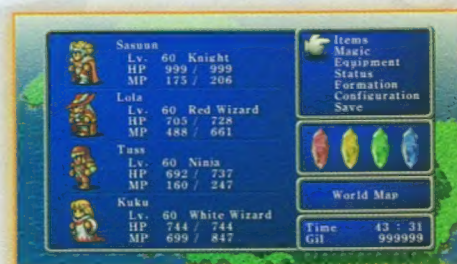 Sasuun
Lv. 60 Knight
HP 999 / 999
MP 175 / 206
Lola
Lv. 60 Red Wizard
HP 705 / 728
MP 488 / 661
Tuss
Lv. 60 Ninja
HP 692 / 737
MP 160 / 247
Kuku
Lv. 60 White Wizard
HP 744 / 744
MP 699 / 847
Items
Magic
Equipment
Status
Formation
Configuration
Save
World Map
Time 43 : 31
Gil 999999